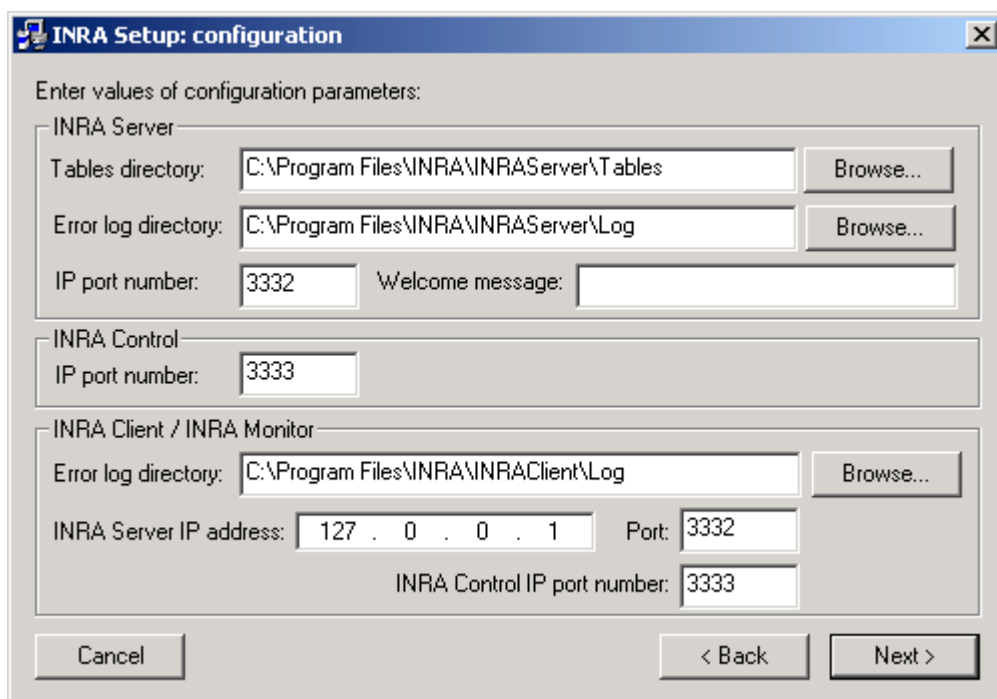 INRA Setup: configuration
Enter values of configuration parameters:
INRA Server
Tables directory: C:\Program Files\INRA\INRAServer\Tables Browse...
Error log directory: C:\Program Files\INRA\INRAServer\Log Browse...
IP port number: 3332 Welcome message:
INRA Control
IP port number: 3333
INRA Client / INRA Monitor
Error log directory: C:\Program Files\INRA\INRAClient\Log Browse...
INRA Server IP address: 127 . 0 . 0 . 1 Port: 3332
INRA Control IP port number: 3333
Cancel < Back Next >